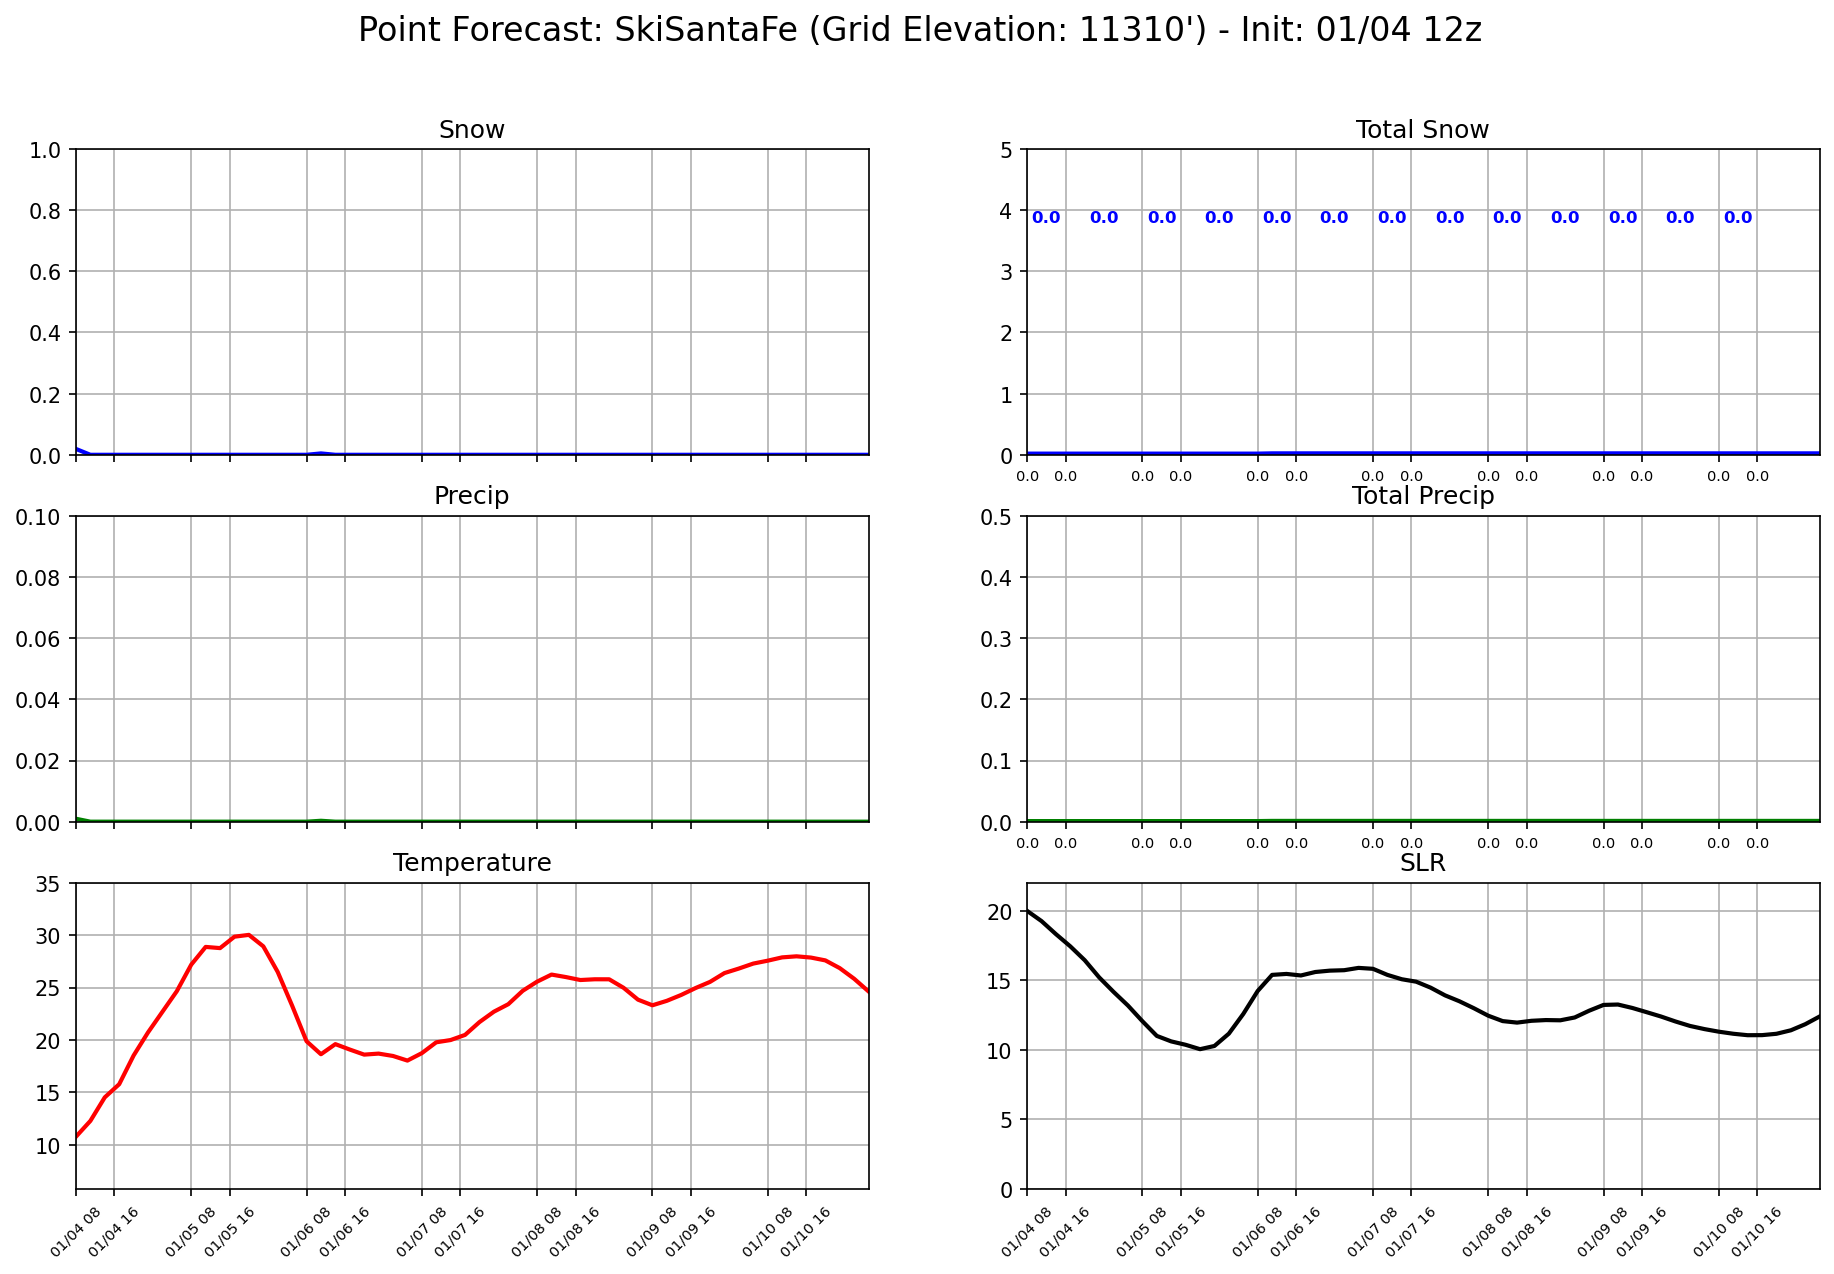 Point Forecast: SkiSantaFe (Grid Elevation: 11310') - Init: 01/04 12z
Snow
1.0
0.8
0.6
0.4
0.2
0.0
Total Snow
5
4
3
2
1
0
0.0 0.0 0.0 0.0 0.0 0.0 0.0 0.0 0.0 0.0 0.0 0.0 0.0
0.0 0.0 0.0 0.0 0.0 0.0 0.0 0.0 0.0 0.0 0.0 0.0 0.0 0.0
Precip
0.10
0.08
0.06
0.04
0.02
0.00
Total Precip
0.5
0.4
0.3
0.2
0.1
0.0
0.0 0.0 0.0 0.0 0.0 0.0 0.0 0.0 0.0 0.0 0.0 0.0 0.0 0.0
Temperature
35
30
25
20
15
10
01/04 08 01/04 16 01/05 08 01/05 16 01/06 08 01/06 16 01/07 08 01/07 16 01/08 08 01/08 16 01/09 08 01/09 16 01/10 08 01/10 16
SLR
20
15
10
5
0
01/04 08 01/04 16 01/05 08 01/05 16 01/06 08 01/06 16 01/07 08 01/07 16 01/08 08 01/08 16 01/09 08 01/09 16 01/10 08 01/10 16